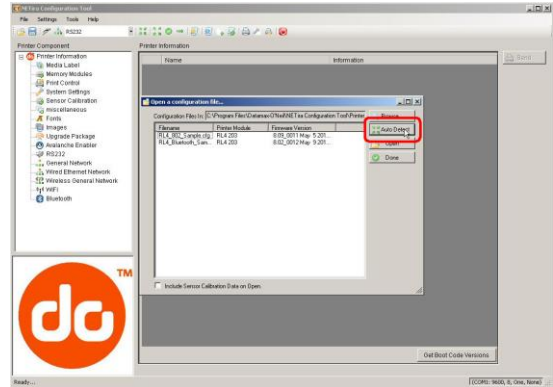 NETira Configuration Tool
File Settings Tools Help
RS232
Printer Component
Printer Information
Printer Information
Media Label
Memory Modules
Print Control
System Settings
Sensor Calibration
miscellaneous
Fonts
Images
Upgrade Package
Avalanche Enabler
RS232
General Network
Wired Ethernet Network
Wireless General Network
WiFi
Bluetooth
Name Information
Send
Open a configuration file...
Configuration Files In: C:\Program Files\Datamax-O'Neil\NETira Configuration Tool\Printer
Browse
Filename Printer Module Firmware Version
RL4_802_Sample.cfg RL4 203 8.09_0011 May 5 201...
RL4_Bluetooth_Sam... RL4 203 8.02_0012 May 9 201...
Auto Detect
Open
Done
Include Sensor Calibration Data on Open.
TM
do
Get Boot Code Versions
Ready...
(COM1: 9600, 8, One, None)